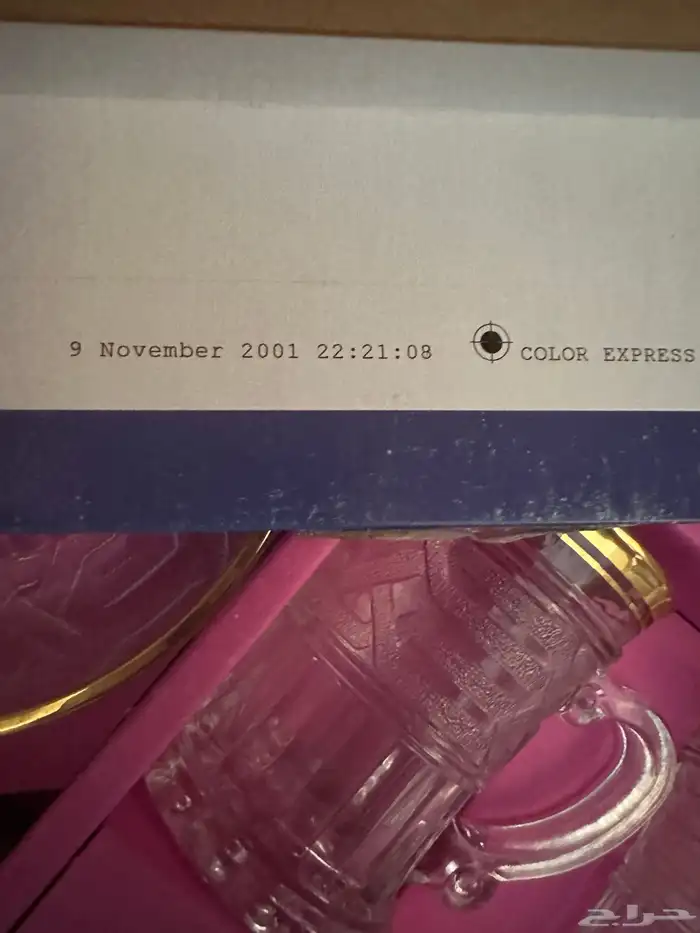 9 November 2001 22:21:08 COLOR EXPRESS
حراج